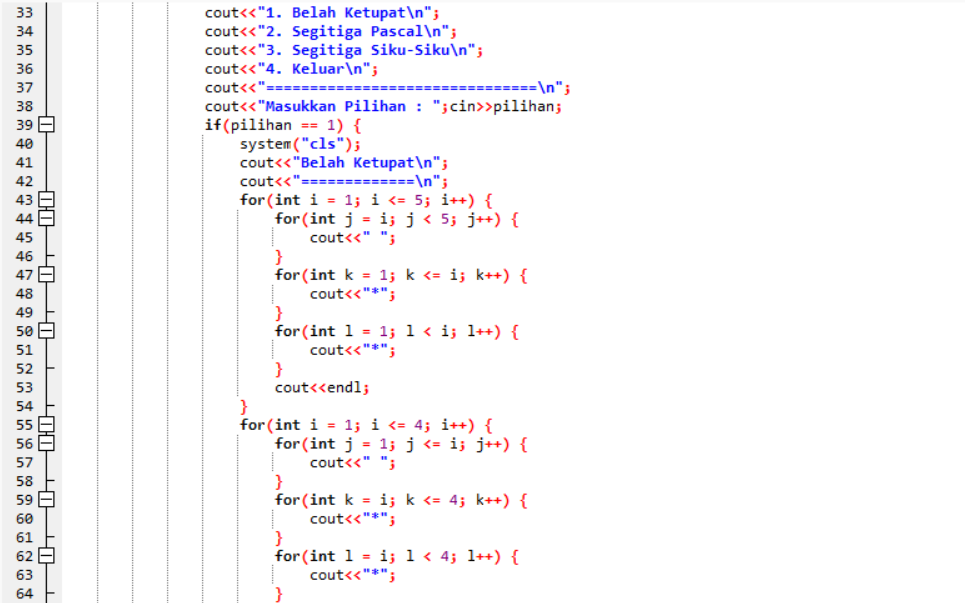 33 cout<<"1. Belah Ketupat\n";
34 cout<<"2. Segitiga Pascal\n";
35 cout<<"3. Segitiga Siku-Siku\n";
36 cout<<"4. Keluar\n";
37 cout<<"===============================\n";
38 cout<<"Masukkan Pilihan : ";cin>>pilihan;
39 if(pilihan == 1) {
40 system("cls");
41 cout<<"Belah Ketupat\n";
42 cout<<"=============\n";
43 for(int i = 1; i <= 5; i++) {
44 for(int j = i; j < 5; j++) {
45 cout<<" ";
46 }
47 for(int k = 1; k <= i; k++) {
48 cout<<"*";
49 }
50 for(int l = 1; l < i; l++) {
51 cout<<"*";
52 }
53 cout<<endl;
54 }
55 for(int i = 1; i <= 4; i++) {
56 for(int j = 1; j <= i; j++) {
57 cout<<" ";
58 }
59 for(int k = i; k <= 4; k++) {
60 cout<<"*";
61 }
62 for(int l = i; l < 4; l++) {
63 cout<<"*";
64 }